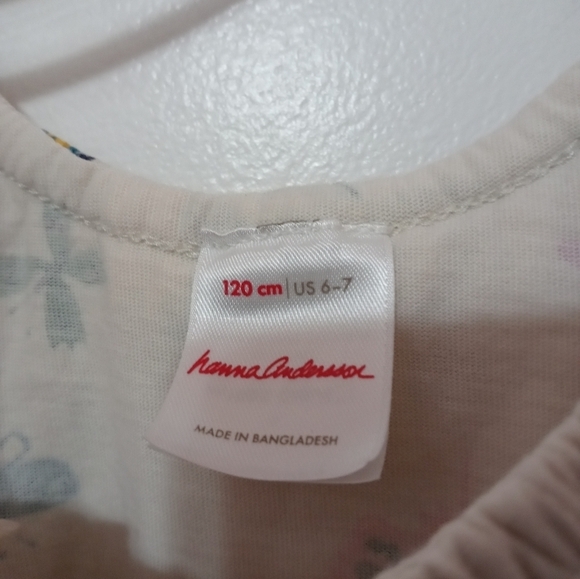 120 cm | US 6-7
hanna Andersson
MADE IN BANGLADESH